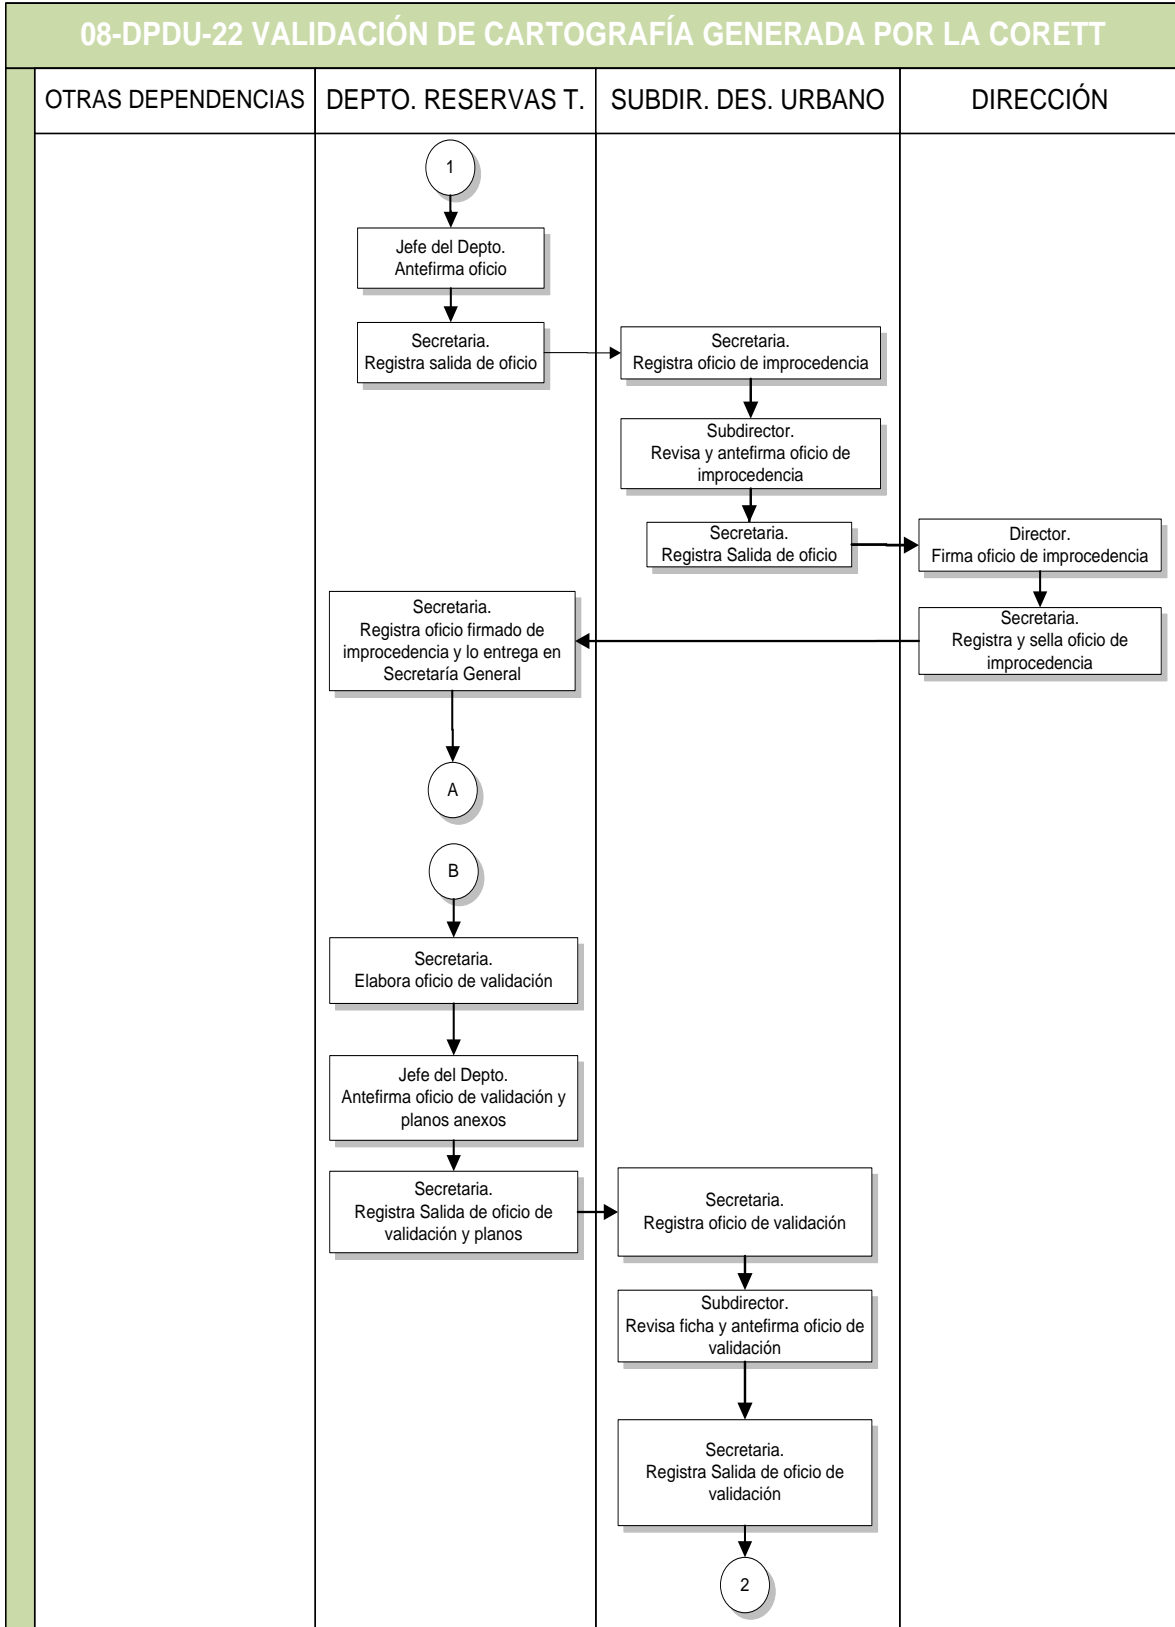 08-DPDU-22 VALIDACIÓN DE CARTOGRAFÍA GENERADA POR LA CORETT
OTRAS DEPENDENCIAS
DEPTO. RESERVAS T.
SUBDIR. DES. URBANO
DIRECCIÓN
1
Jefe del Depto.
Antefirma oficio
Secretaria.
Registra salida de oficio
Secretaria.
Registra oficio de improcedencia
Subdirector.
Revisa y antefirma oficio de
improcedencia
Secretaria.
Registra Salida de oficio
Director.
Firma oficio de improcedencia
Secretaria.
Registra y sella oficio de
improcedencia
Secretaria.
Registra oficio firmado de
improcedencia y lo entrega en
Secretaría General
A
B
Secretaria.
Elabora oficio de validación
Jefe del Depto.
Antefirma oficio de validación y
planos anexos
Secretaria.
Registra Salida de oficio de
validación y planos
Secretaria.
Registra oficio de validación
Subdirector.
Revisa ficha y antefirma oficio de
validación
Secretaria.
Registra Salida de oficio de
validación
2